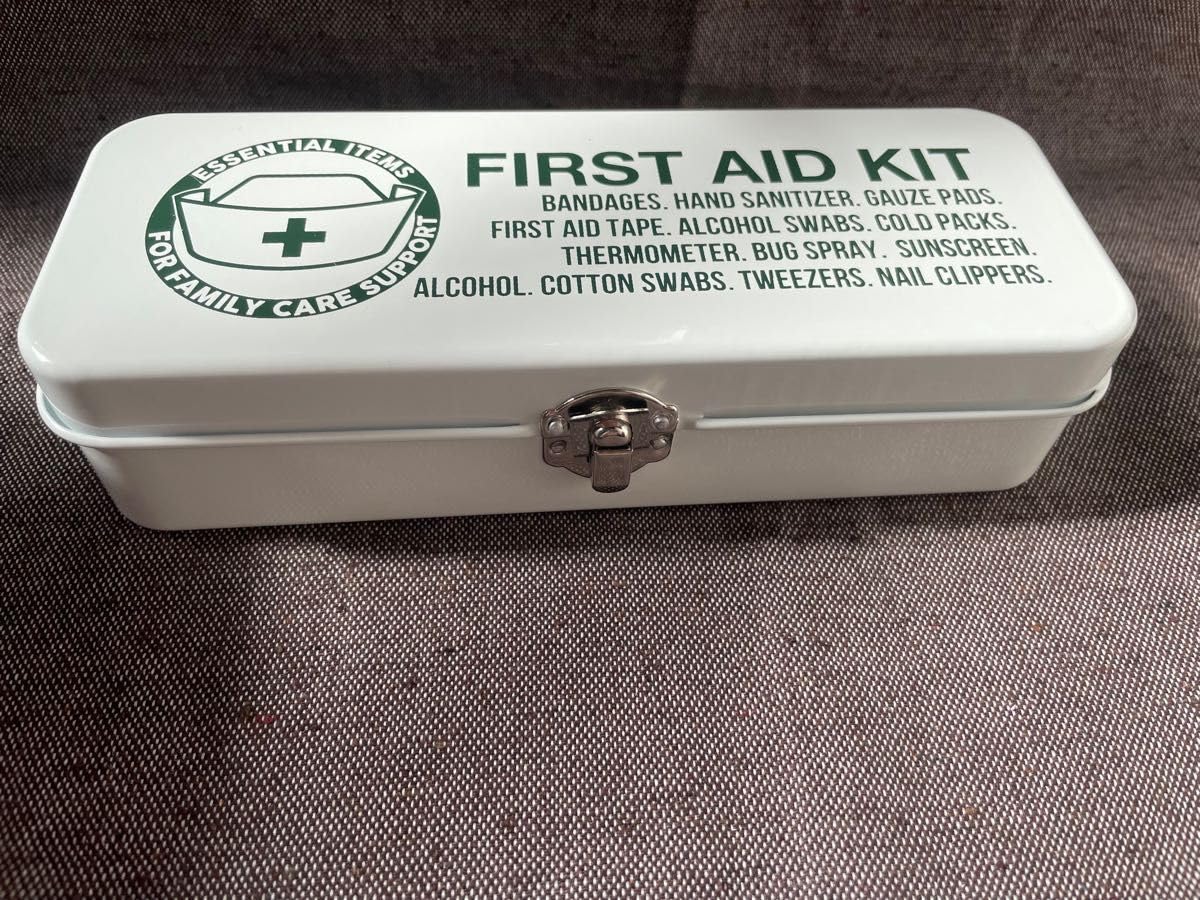 ESSENTIAL ITEMS
FOR FAMILY CARE SUPPORT
FIRST AID KIT
BANDAGES. HAND SANITIZER. GAUZE PADS.
FIRST AID TAPE. ALCOHOL SWABS. COLD PACKS.
THERMOMETER. BUG SPRAY. SUNSCREEN.
ALCOHOL. COTTON SWABS. TWEEZERS. NAIL CLIPPERS.